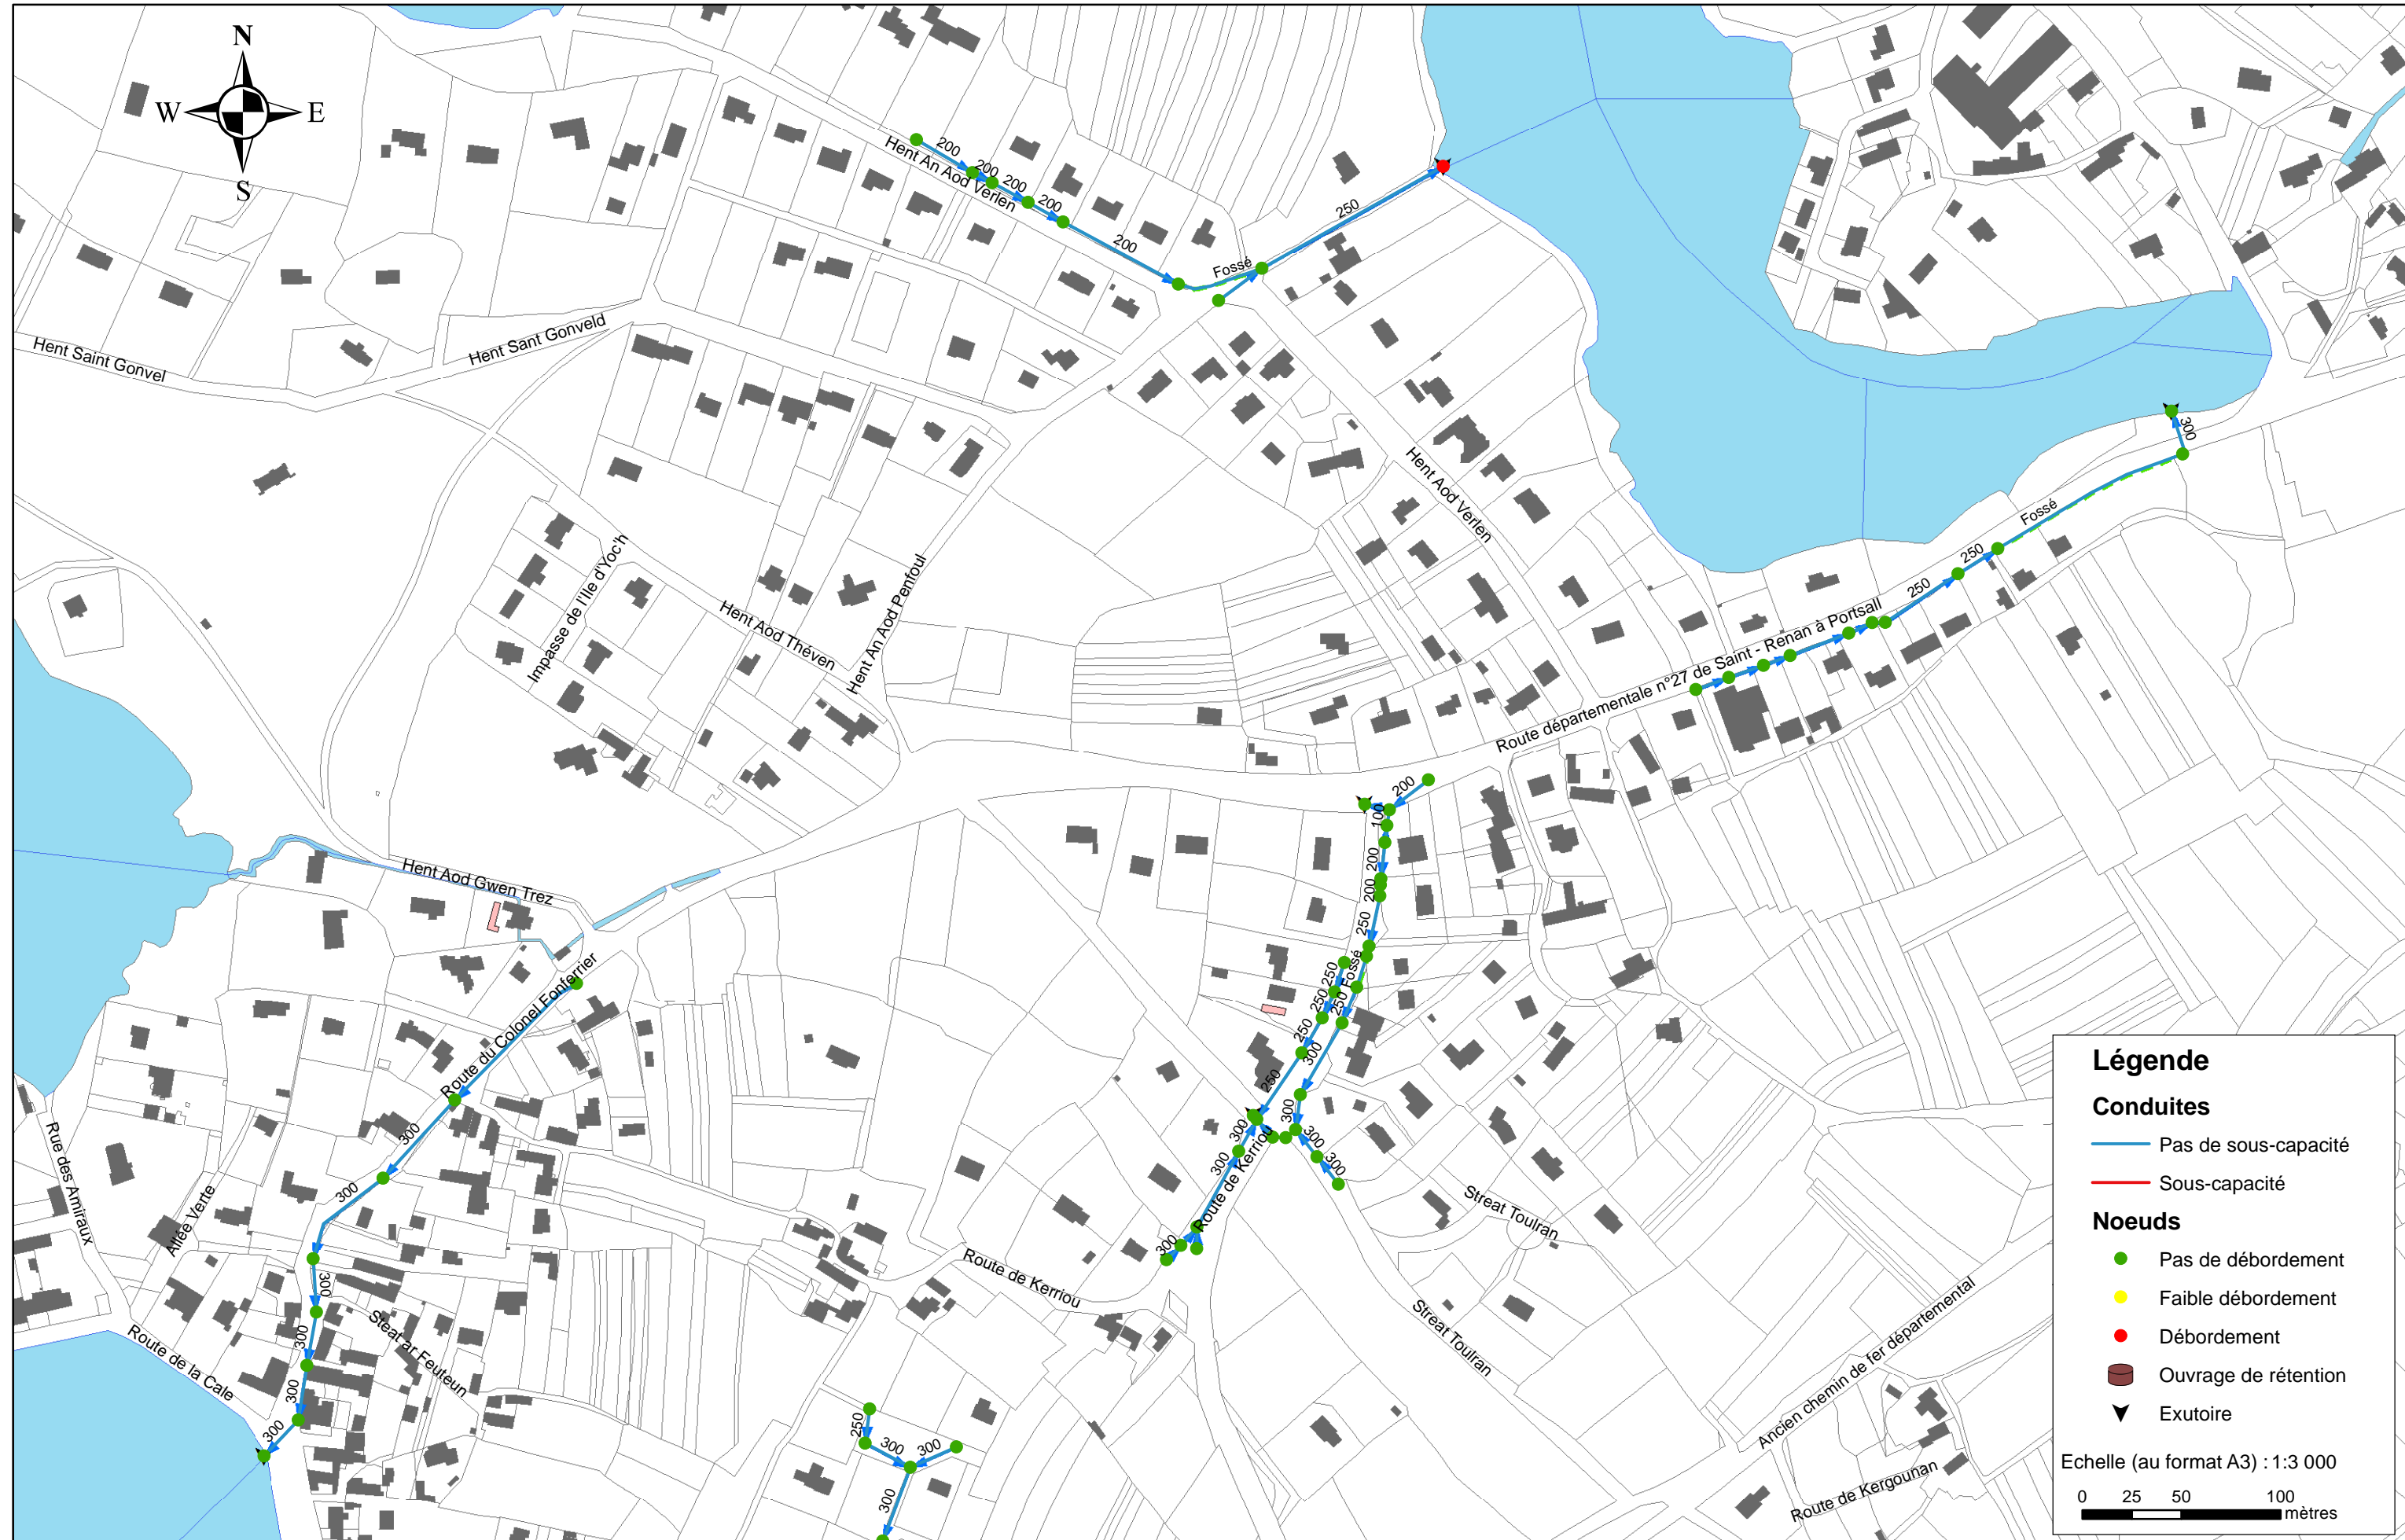 N
W
E
S
200
Hent An Aod Verlen
200
200
200
200
Fossé
250
Hent Saint Gonvel
Hent Sant Gonveld
300
Hent Aod Verlen
Fossé
250
250
Impasse de l'Ile d'Yoc'h
Hent Aod Théven
Hent An Aod Penfoul
Route départementale n°27 de Saint - Renan à Portsall
200
100
200
200
250
Hent Aod Gwen Trez
Fossé
250
250
250
250
300
250
Route du Colonel Fonferrier
300
300
300
300
300
300
Route de Kerriou
300
300
Rue des Amiraux
Allée Verte
300
300
300
300
Steat ar Feuteun
Route de la Cale
Route de Kerriou
Streat Toulran
Streat Toulran
250
300
300
300
Ancien chemin de fer départemental
Route de Kergounan
Légende
Conduites
Pas de sous-capacité
Sous-capacité
Noeuds
Pas de débordement
Faible débordement
Débordement
Ouvrage de rétention
Exutoire
Echelle (au format A3) : 1:3 000
0 25 50 100
mètres